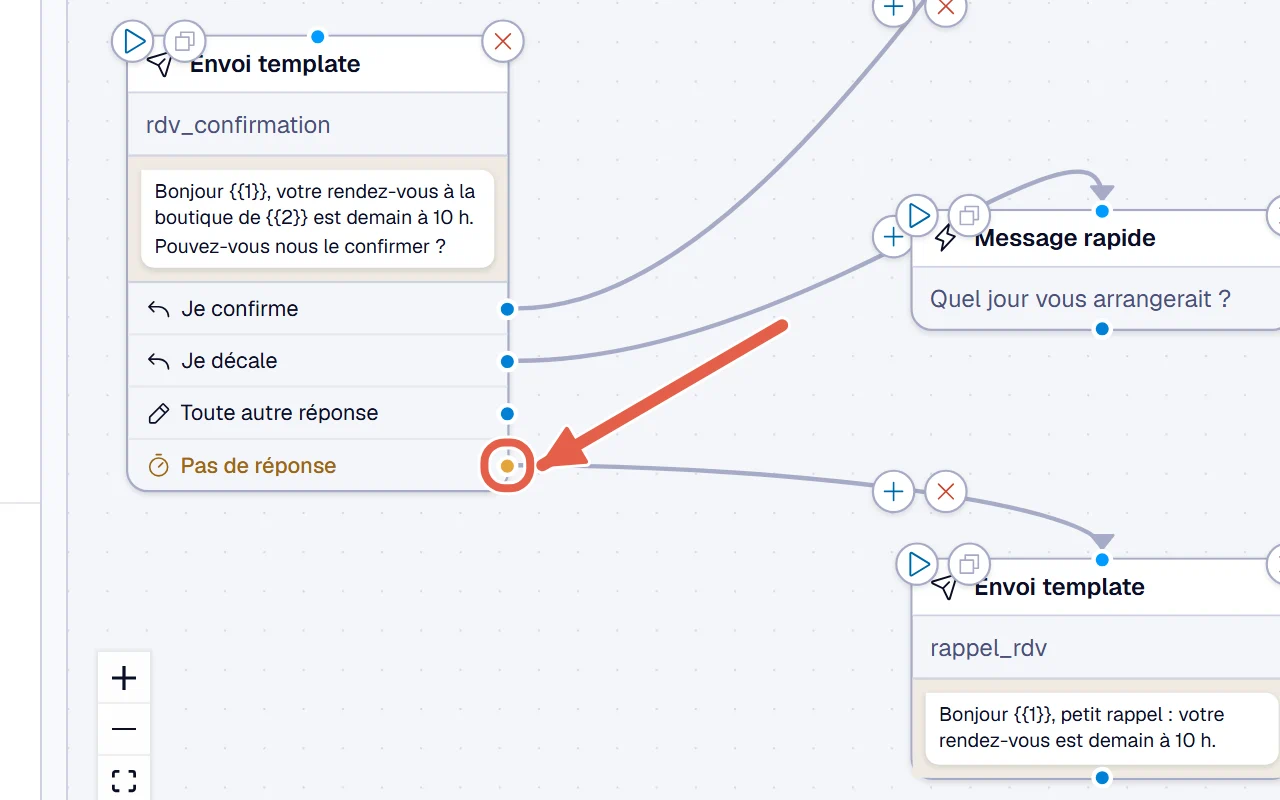 Envoi template
rdv_confirmation
Bonjour {{1}}, votre rendez-vous à la
boutique de {{2}} est demain à 10 h.
Pouvez-vous nous le confirmer ?
Je confirme
Je décale
Toute autre réponse
Pas de réponse
Message rapide
Quel jour vous arrangerait ?
Envoi template
rappel_rdv
Bonjour {{1}}, petit rappel : votre
rendez-vous est demain à 10 h.